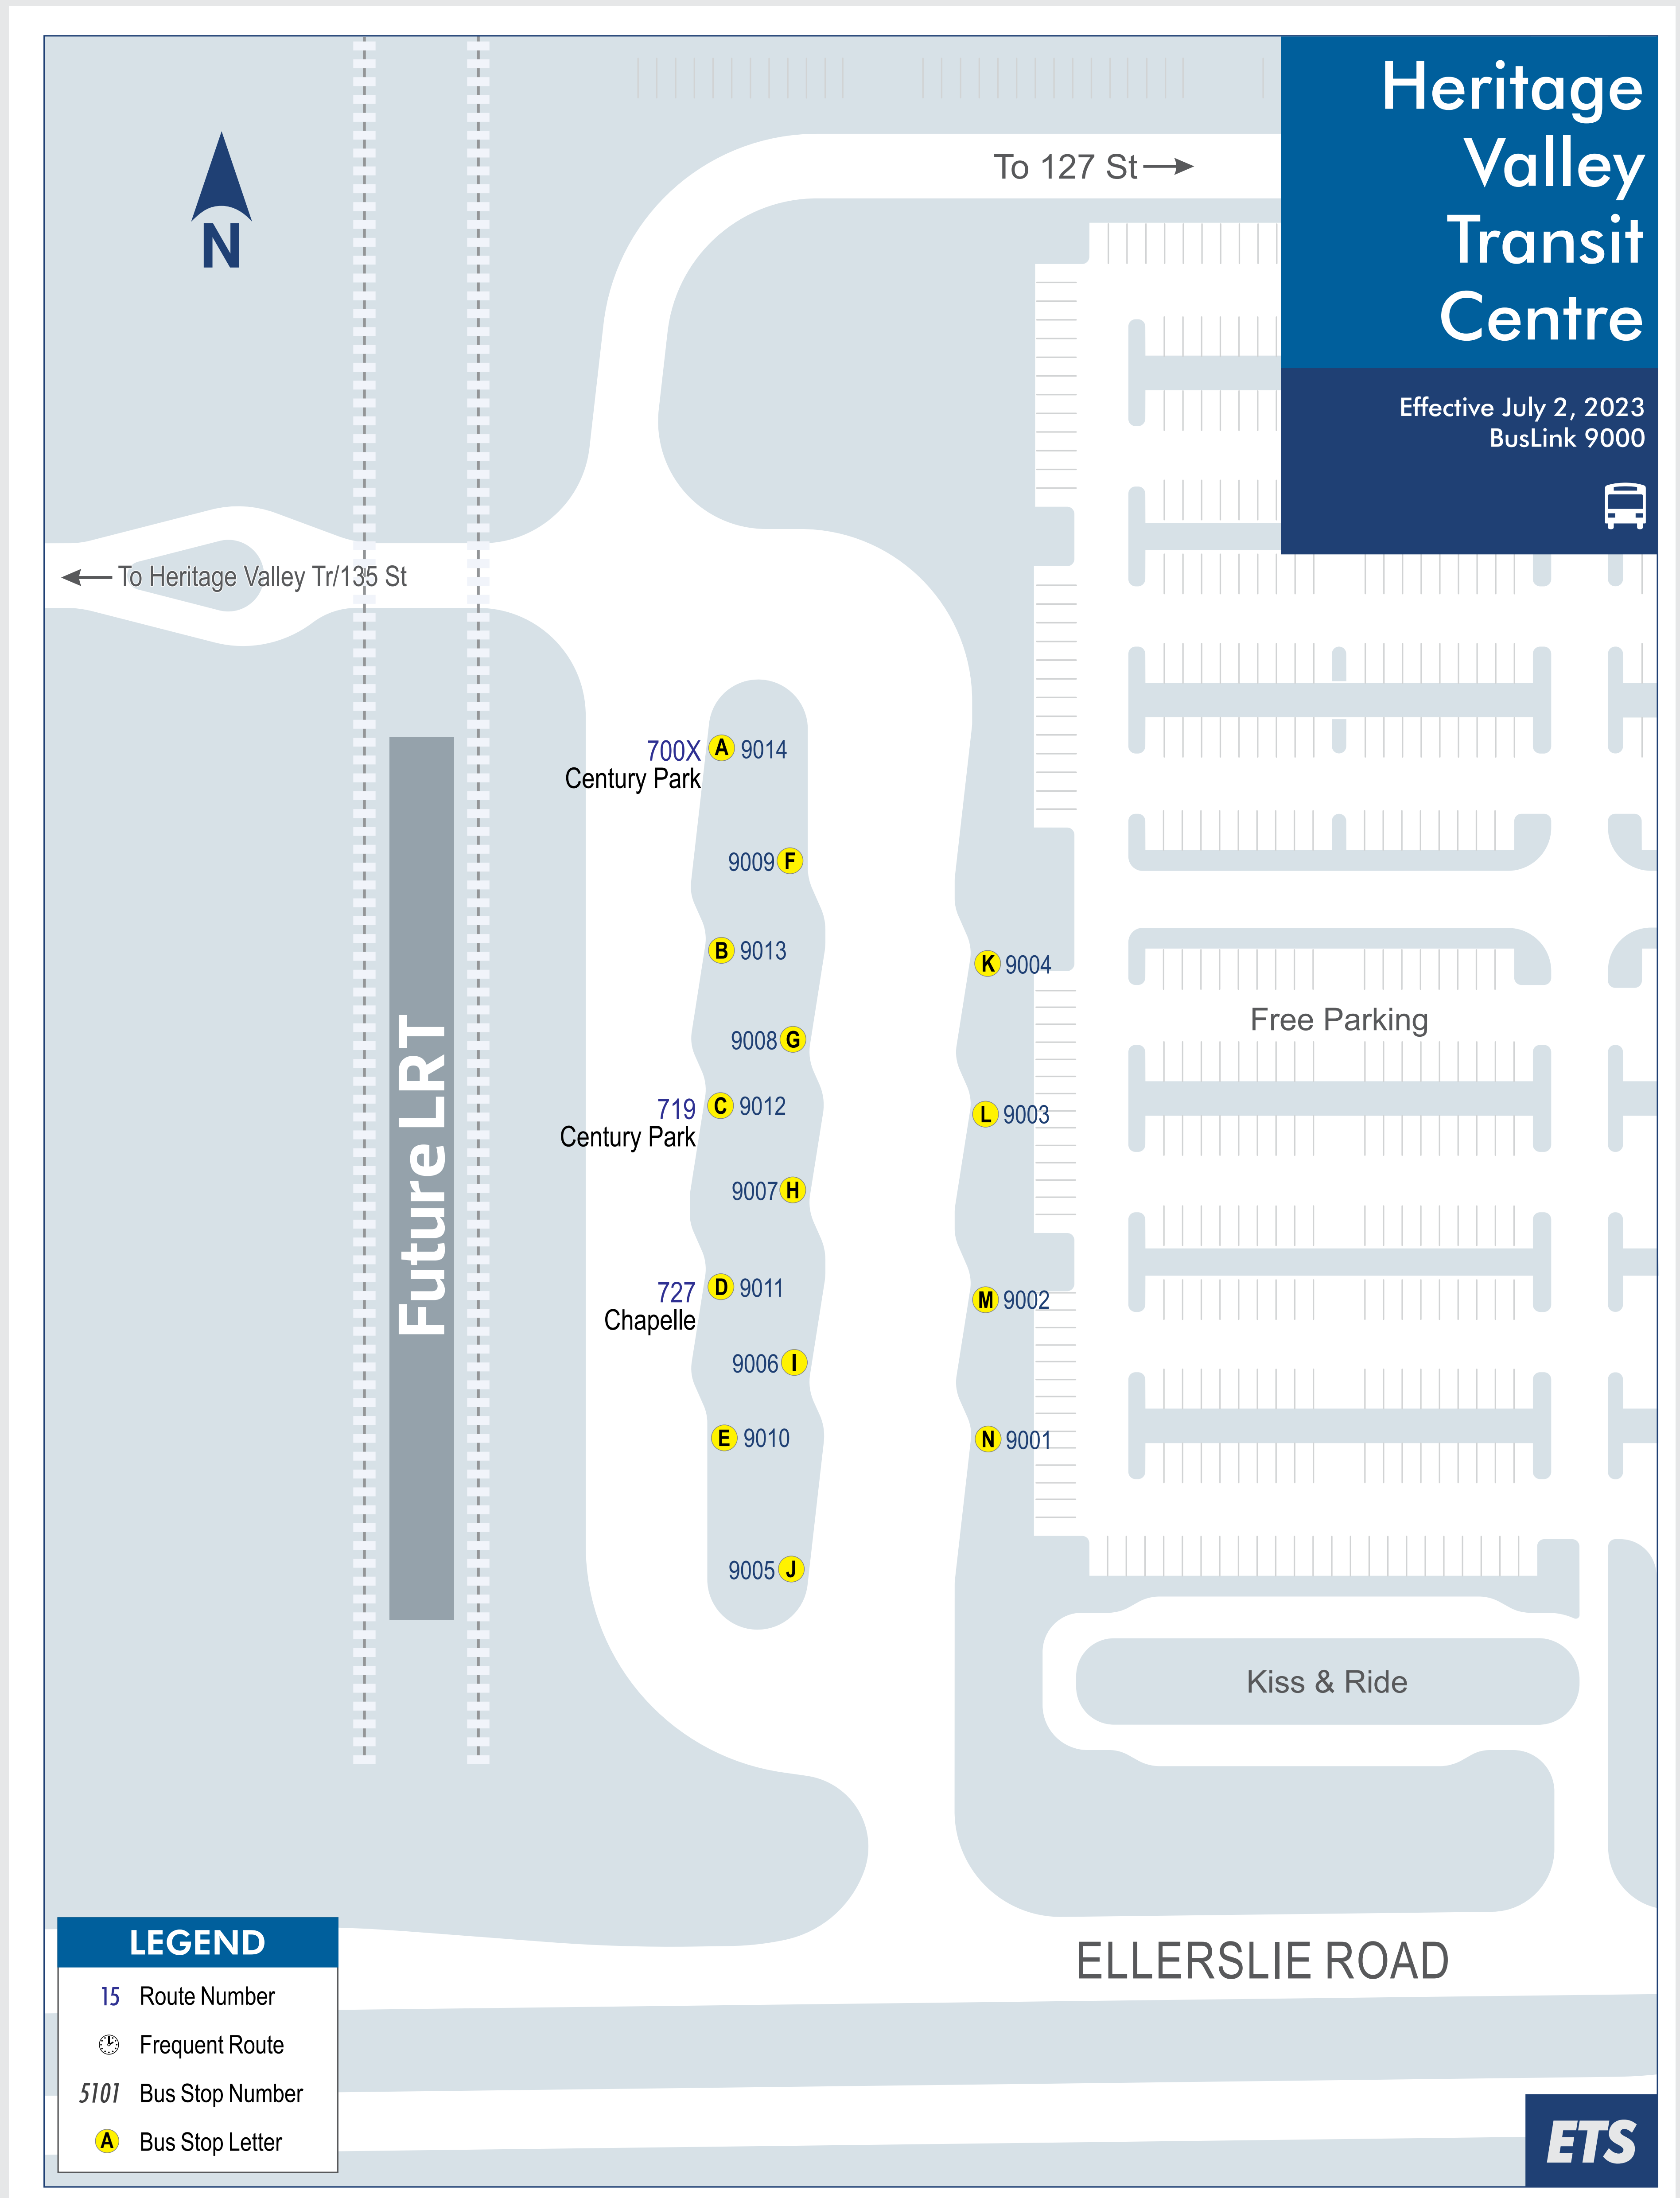 Heritage
Valley
Transit
Centre
Effective July 2, 2023
BusLink 9000
To 127 St
N
To Heritage Valley Tr/135 St
700X A 9014
Century Park
9009 F
B 9013
K 9004
9008 G
Free Parking
719 C 9012
Century Park
L 9003
9007 H
727 D 9011
Chapelle
M 9002
9006 I
E 9010
N 9001
9005 J
Future LRT
Kiss & Ride
ELLERSLIE ROAD
LEGEND
15 Route Number
Frequent Route
5101 Bus Stop Number
A Bus Stop Letter
ETS